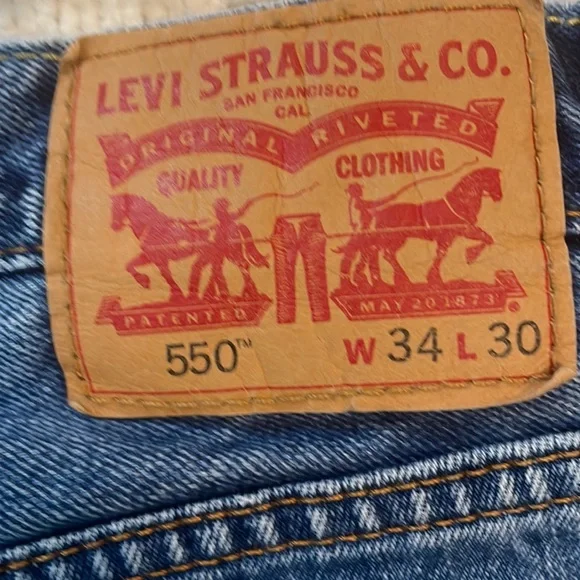 LEVI STRAUSS & CO.
SAN FRANCISCO
CAL.
ORIGINAL RIVETED
QUALITY CLOTHING
PATENTED MAY 20 1873 ®
550™ W 34 L 30